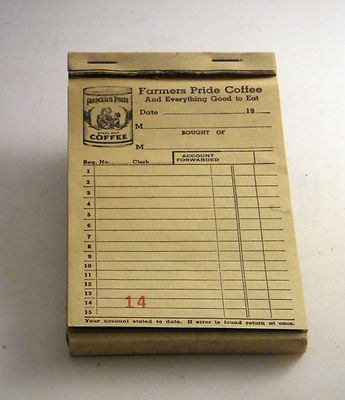 FARMERS PRIDE
STEEL CUT
COFFEE
Farmers Pride Coffee
And Everything Good to Eat
Date 19
M
BOUGHT OF
M
Reg. No. Clerk ACCOUNT FORWARDED
1
2
3
4
5
6
7
8
9
10
11
12
13
14 14
15
Your account stated to date. If error is found return at once.